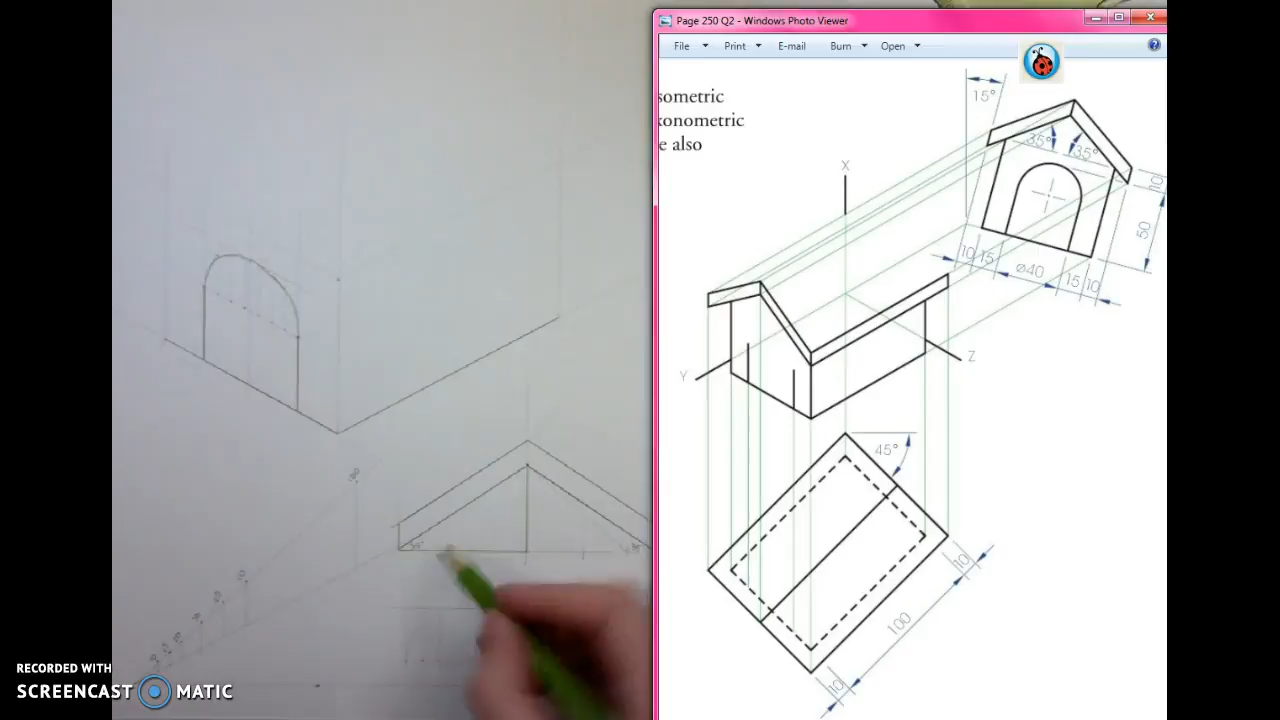 Page 250 Q2 - Windows Photo Viewer
File Print E-mail Burn Open
sometric
xonometric
e also
15°
X
35° 35°
10
50
10 15 ø40 15 10
Y
Z
45°
10
100
10
RECORDED WITH
SCREENCAST MATIC